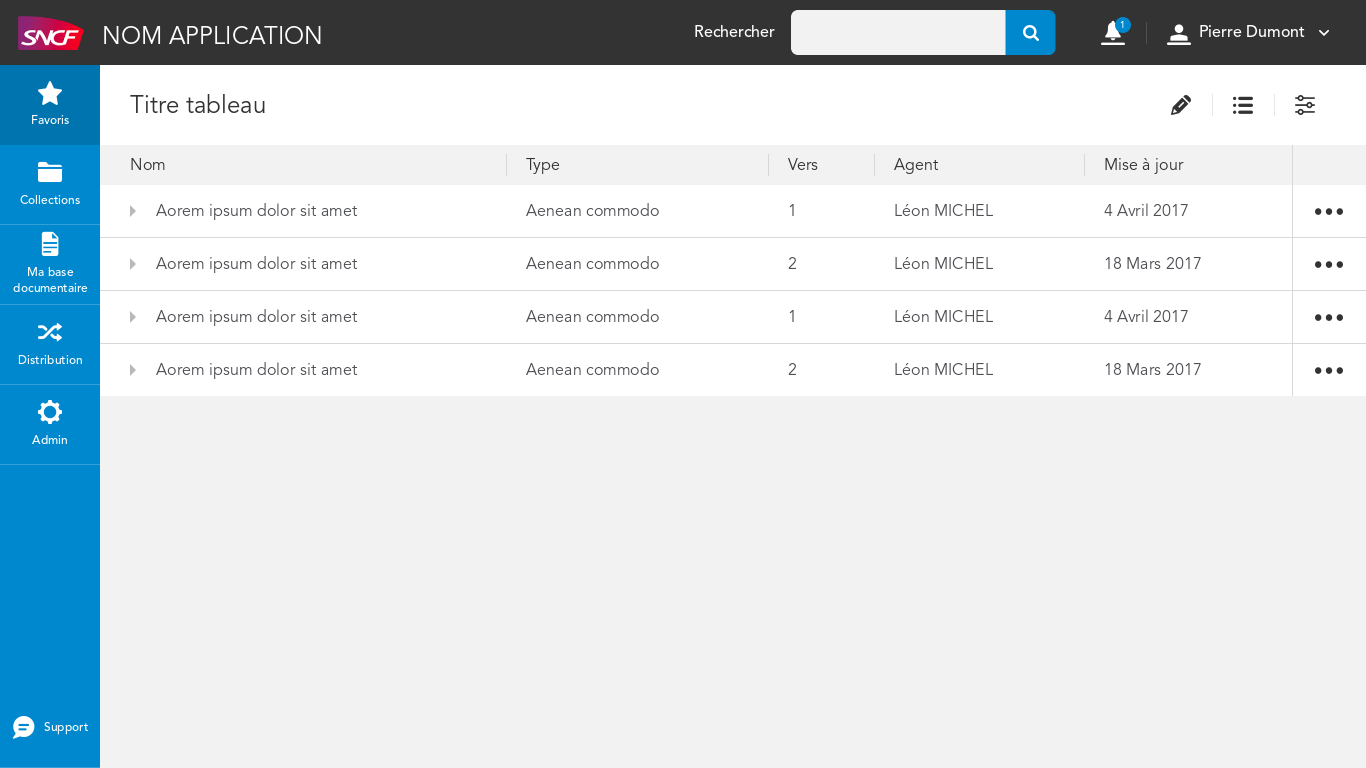 SNCF
NOM APPLICATION
Rechercher
1
Pierre Dumont
Favoris
Collections
Ma base
documentaire
Distribution
Admin
Support
Titre tableau
Nom Type Vers Agent Mise à jour
Aorem ipsum dolor sit amet Aenean commodo 1 Léon MICHEL 4 Avril 2017
Aorem ipsum dolor sit amet Aenean commodo 2 Léon MICHEL 18 Mars 2017
Aorem ipsum dolor sit amet Aenean commodo 1 Léon MICHEL 4 Avril 2017
Aorem ipsum dolor sit amet Aenean commodo 2 Léon MICHEL 18 Mars 2017